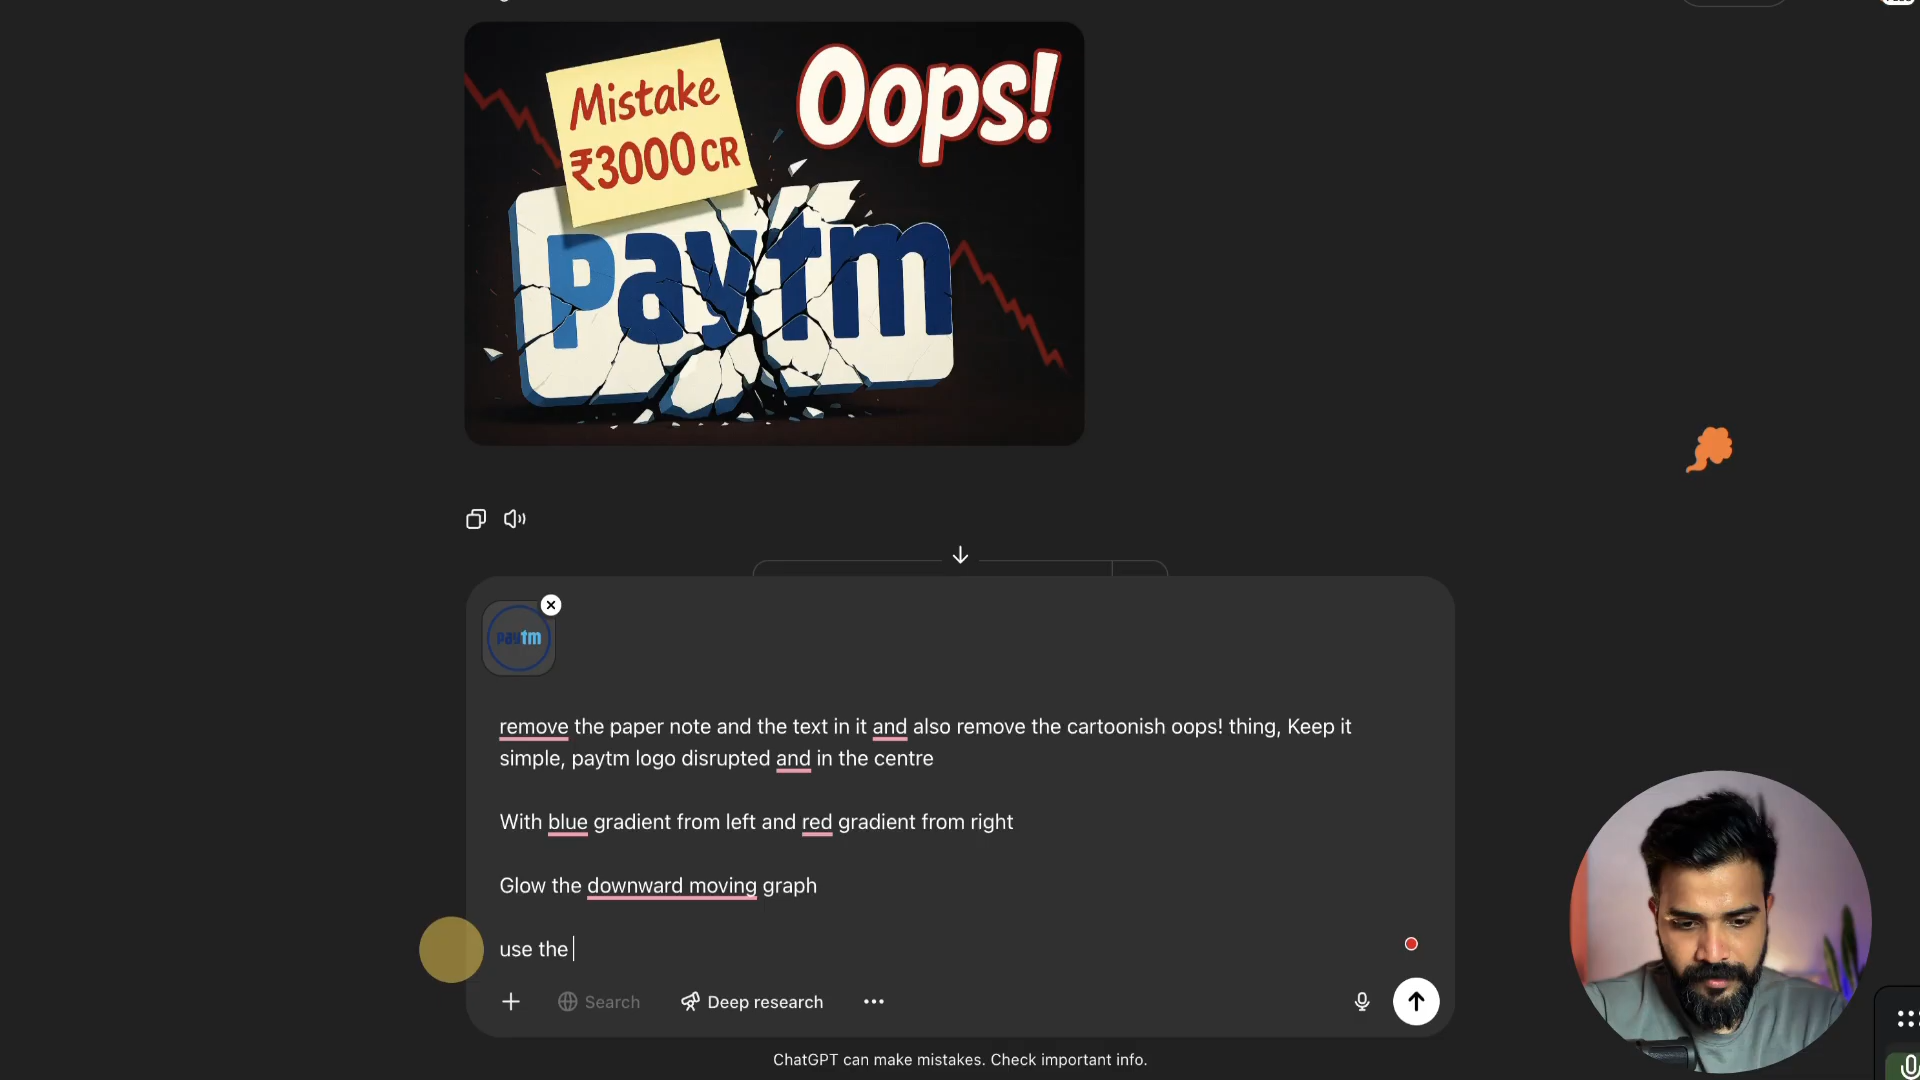 Mistake
₹3000 CR
Oops!
paytm
paytm
remove the paper note and the text in it and also remove the cartoonish oops! thing, Keep it
simple, paytm logo disrupted and in the centre
With blue gradient from left and red gradient from right
Glow the downward moving graph
use the
Search
Deep research
ChatGPT can make mistakes. Check important info.